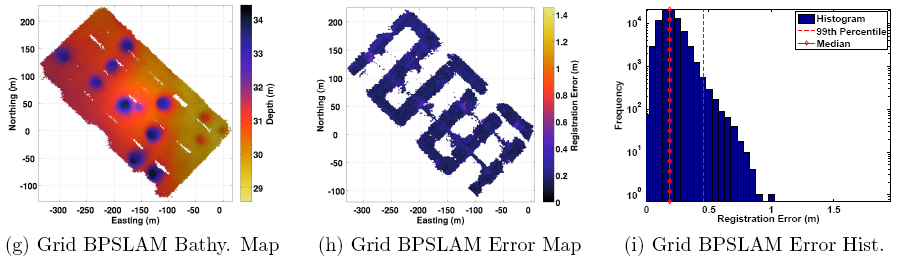 200
150
100
50
0
-50
-100
Northing (m)
-300 -250 -200 -150 -100 -50 0
Easting (m)
34
33
32
31
30
29
Depth (m)
(g) Grid BPSLAM Bathy. Map
200
150
100
50
0
-50
-100
Northing (m)
-300 -250 -200 -150 -100 -50 0
Easting (m)
1.4
1.2
1
0.8
0.6
0.4
0.2
0
Registration Error (m)
(h) Grid BPSLAM Error Map
10^4
10^3
10^2
10^1
10^0
Frequency
Histogram
99th Percentile
Median
0 0.5 1 1.5
Registration Error (m)
(i) Grid BPSLAM Error Hist.